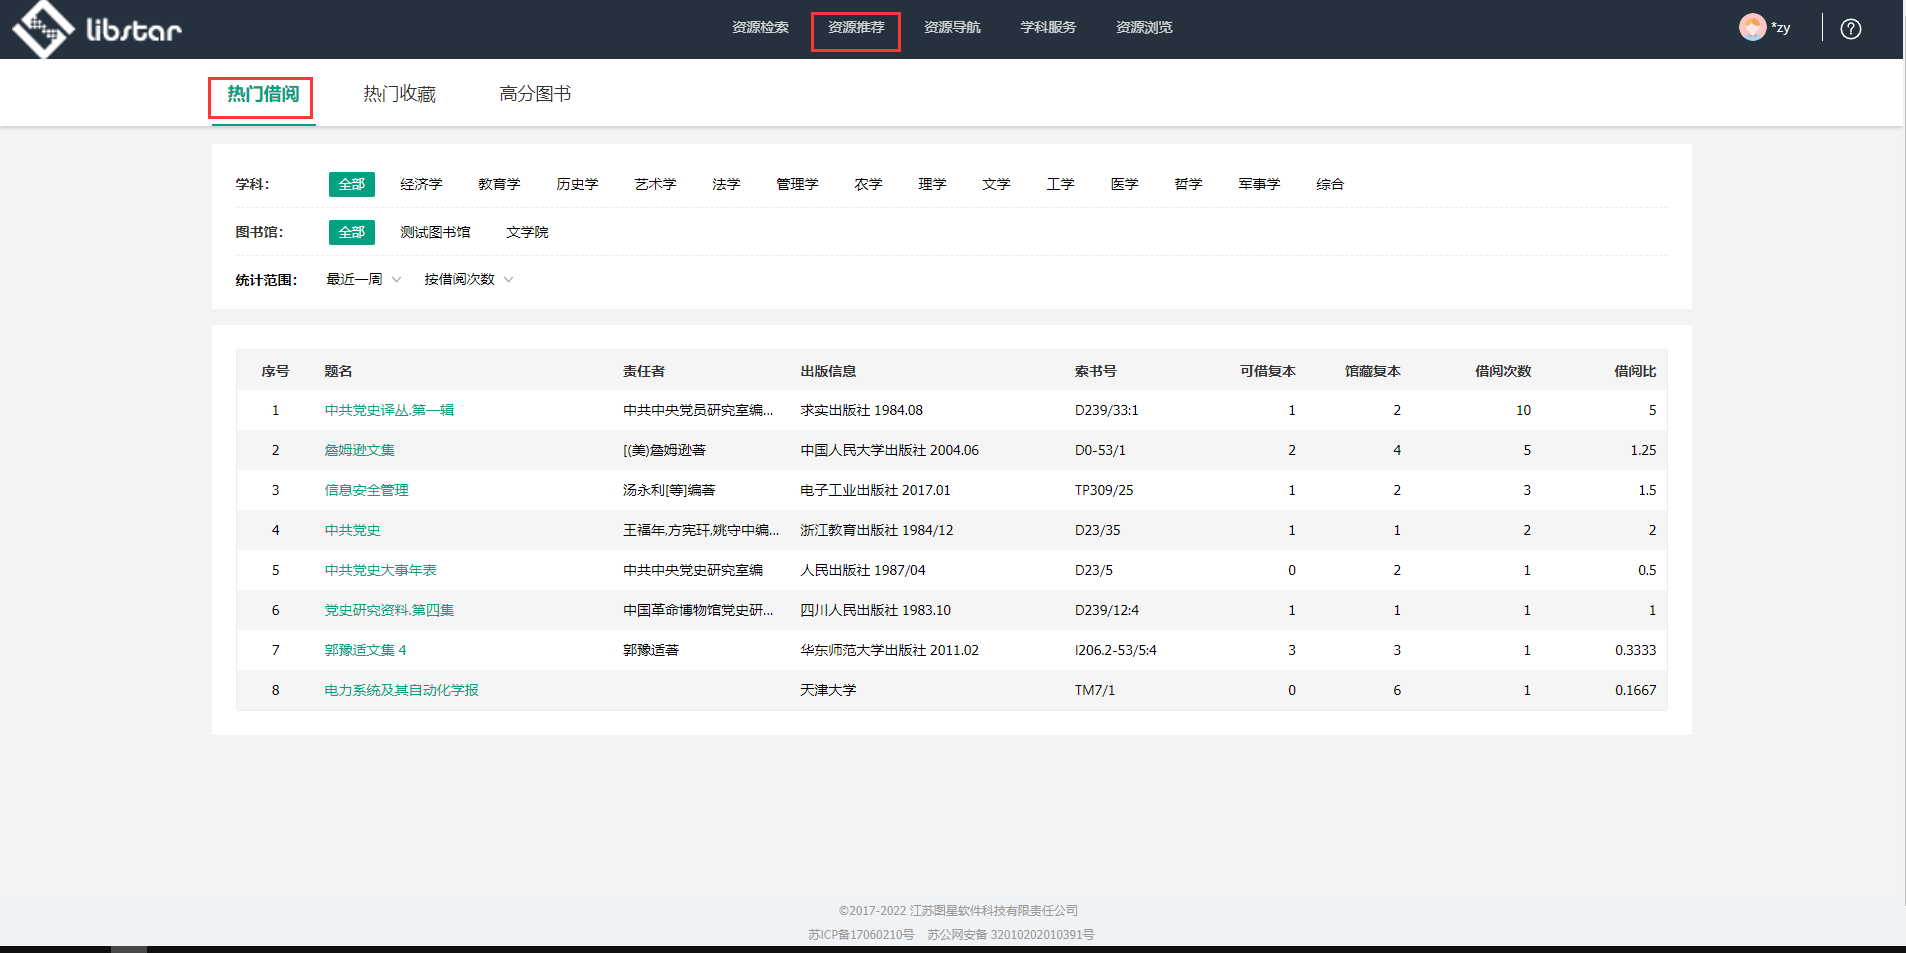 libstar 资源检索 资源推荐 资源导航 学科服务 资源浏览 *zy ?
热门借阅 热门收藏 高分图书
学科: 全部 经济学 教育学 历史学 艺术学 法学 管理学 农学 理学 文学 工学 医学 哲学 军事学 综合
图书馆: 全部 测试图书馆 文学院
统计范围: 最近一周 按借阅次数
序号 题名 责任者 出版信息 索书号 可借复本 馆藏复本 借阅次数 借阅比
1 中共党史译丛.第一辑 中共中央党员研究室编... 求实出版社 1984.08 D239/33:1 1 2 10 5
2 詹姆逊文集 [(美)詹姆逊著 中国人民大学出版社 2004.06 D0-53/1 2 4 5 1.25
3 信息安全管理 汤永利[等]编著 电子工业出版社 2017.01 TP309/25 1 2 3 1.5
4 中共党史 王福年,方宪玕,姚守中编... 浙江教育出版社 1984/12 D23/35 1 1 2 2
5 中共党史大事年表 中共中央党史研究室编 人民出版社 1987/04 D23/5 0 2 1 0.5
6 党史研究资料.第四集 中国革命博物馆党史研... 四川人民出版社 1983.10 D239/12:4 1 1 1 1
7 郭豫适文集 4 郭豫适著 华东师范大学出版社 2011.02 I206.2-53/5:4 3 3 1 0.3333
8 电力系统及其自动化学报 天津大学 TM7/1 0 6 1 0.1667
©2017-2022 江苏图星软件科技有限责任公司
苏ICP备17060210号 苏公网安备 32010202010391号